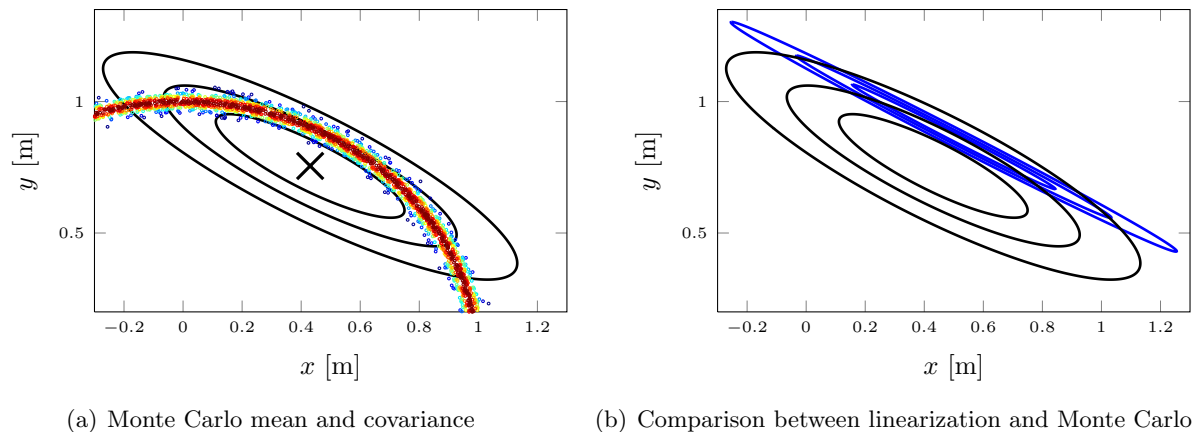 1
0.5
y [m]
−0.2 0 0.2 0.4 0.6 0.8 1 1.2
x [m]
(a) Monte Carlo mean and covariance
1
0.5
y [m]
−0.2 0 0.2 0.4 0.6 0.8 1 1.2
x [m]
(b) Comparison between linearization and Monte Carlo